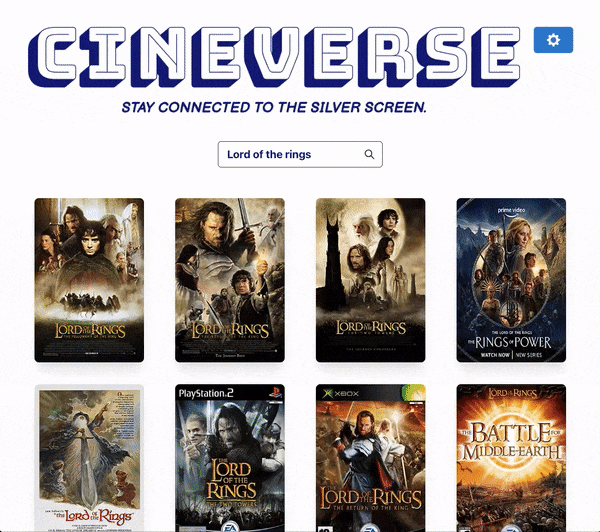 CINEVERSE
STAY CONNECTED TO THE SILVER SCREEN.
Lord of the rings
THE LORD OF THE RINGS
THE FELLOWSHIP OF THE RING
THE LORD OF THE RINGS
THE RETURN OF THE KING
THE LORD OF THE RINGS
THE TWO TOWERS
prime video
THE LORD OF THE RINGS
THE RINGS OF POWER
WATCH NOW | NEW SERIES
The Lord of the Rings
PlayStation 2
THE LORD OF THE RINGS
THE TWO TOWERS
EA
XBOX
THE LORD OF THE RINGS
THE RETURN OF THE KING
EA
THE LORD OF THE RINGS
THE BATTLE FOR MIDDLE-EARTH
EA